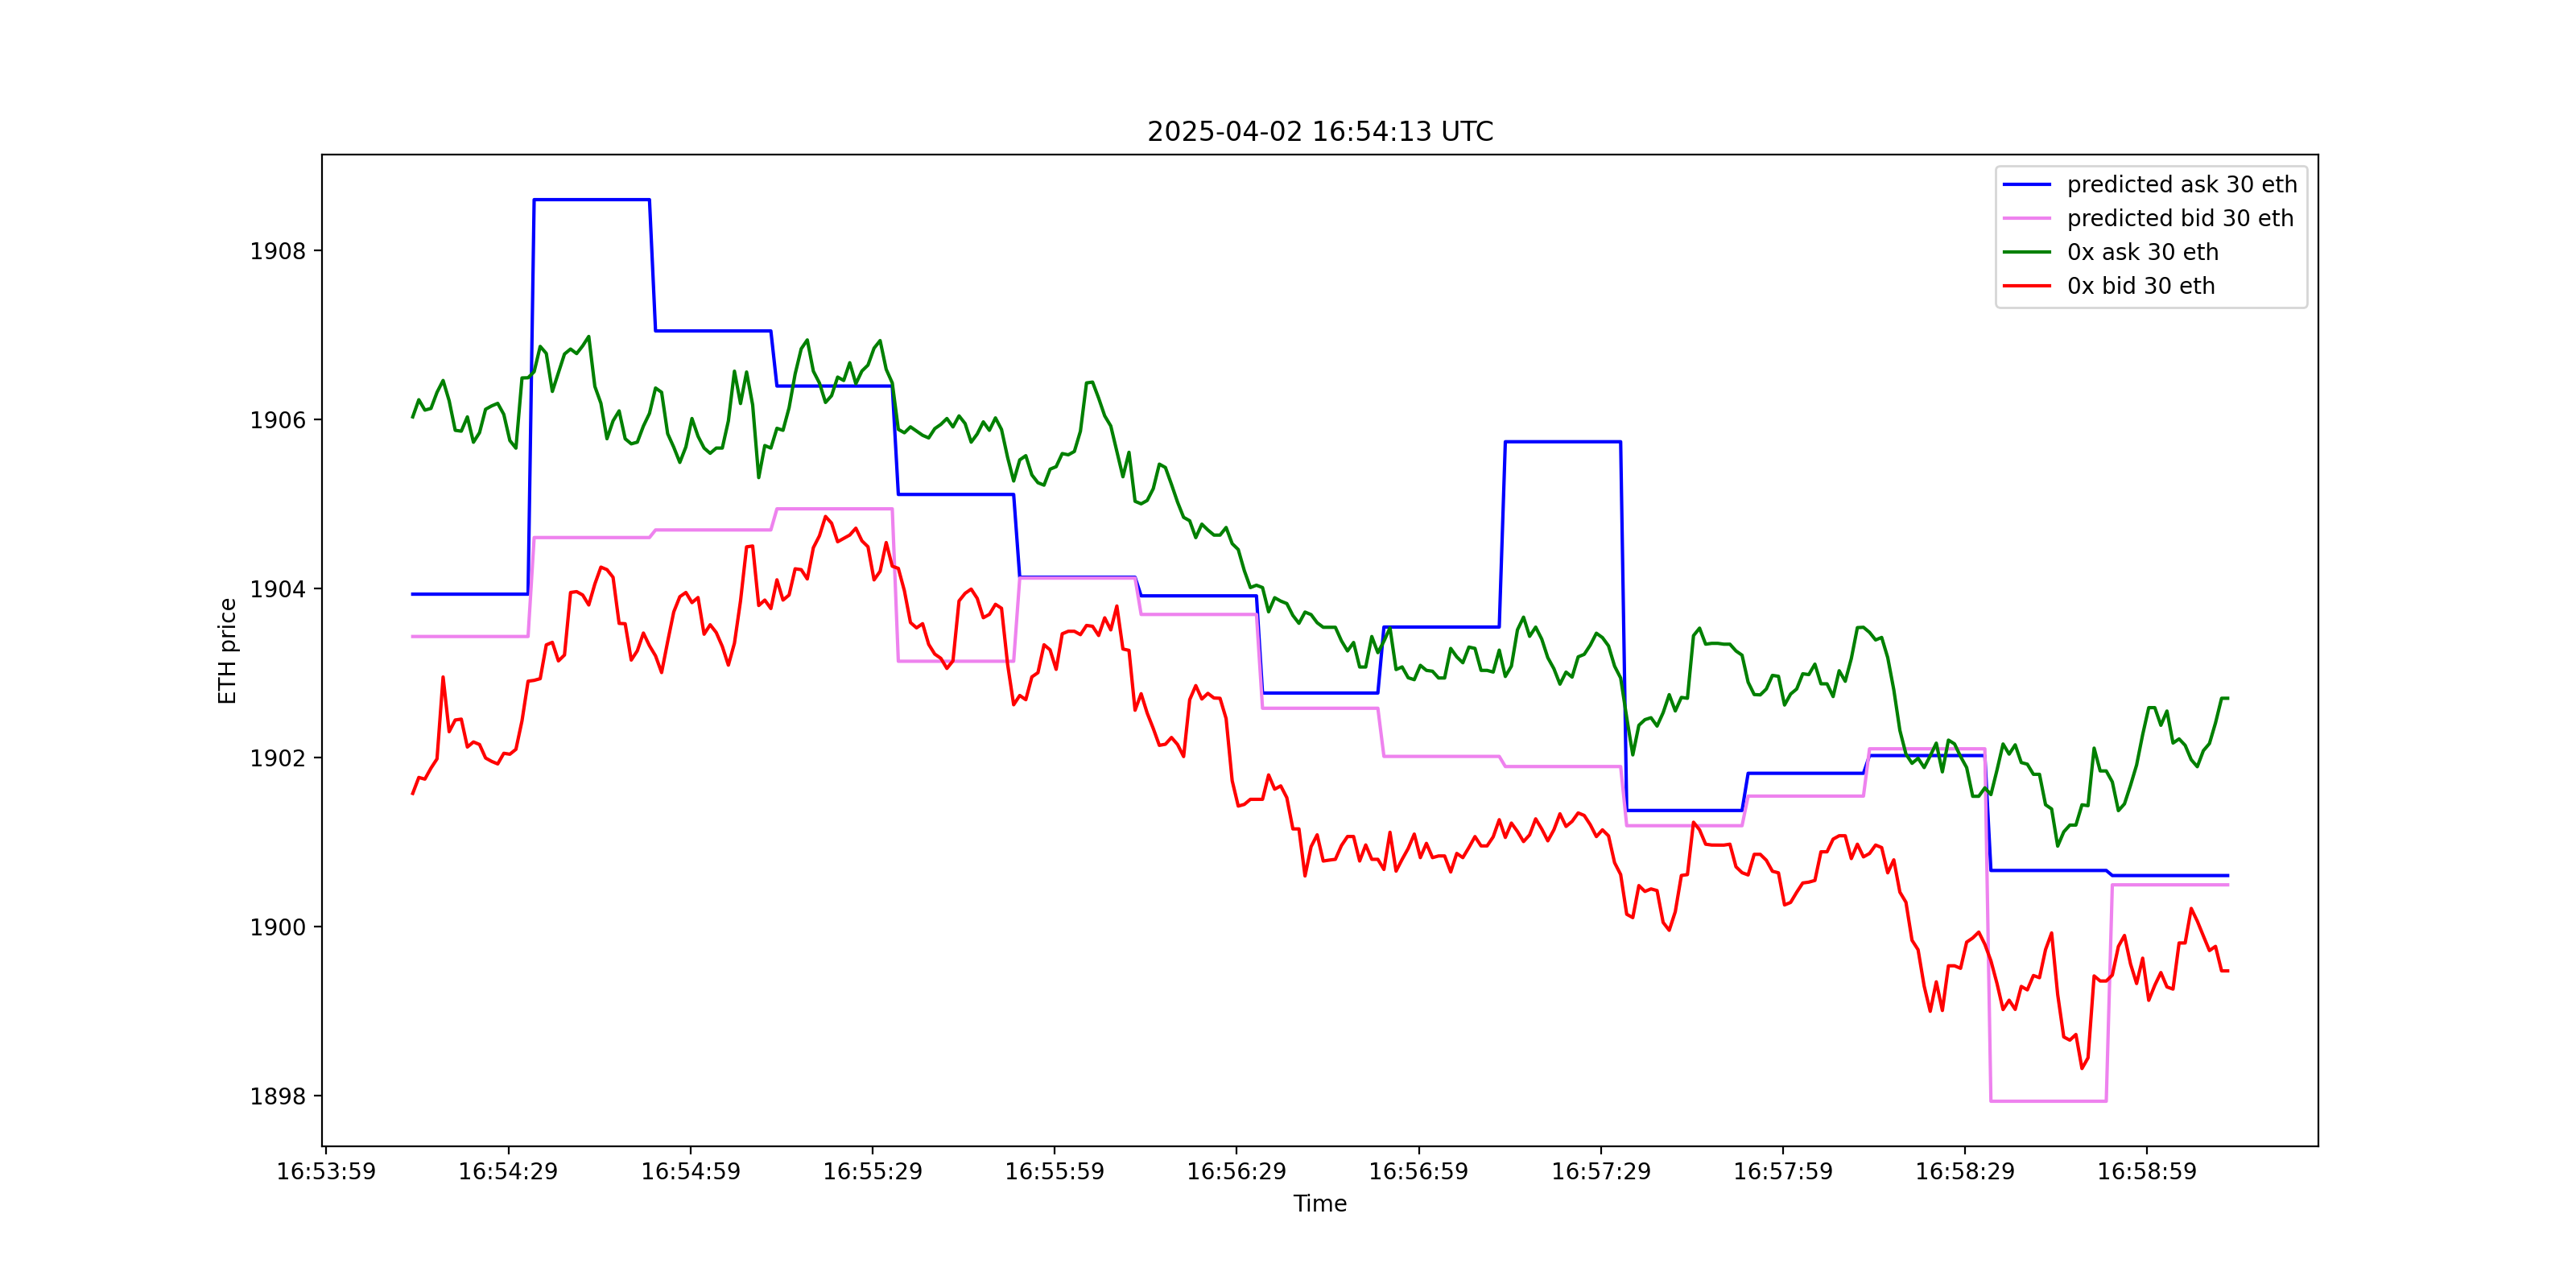 2025-04-02 16:54:13 UTC
predicted ask 30 eth
predicted bid 30 eth
0x ask 30 eth
0x bid 30 eth
1908
1906
1904
1902
1900
1898
ETH price
16:53:59 16:54:29 16:54:59 16:55:29 16:55:59 16:56:29 16:56:59 16:57:29 16:57:59 16:58:29 16:58:59
Time